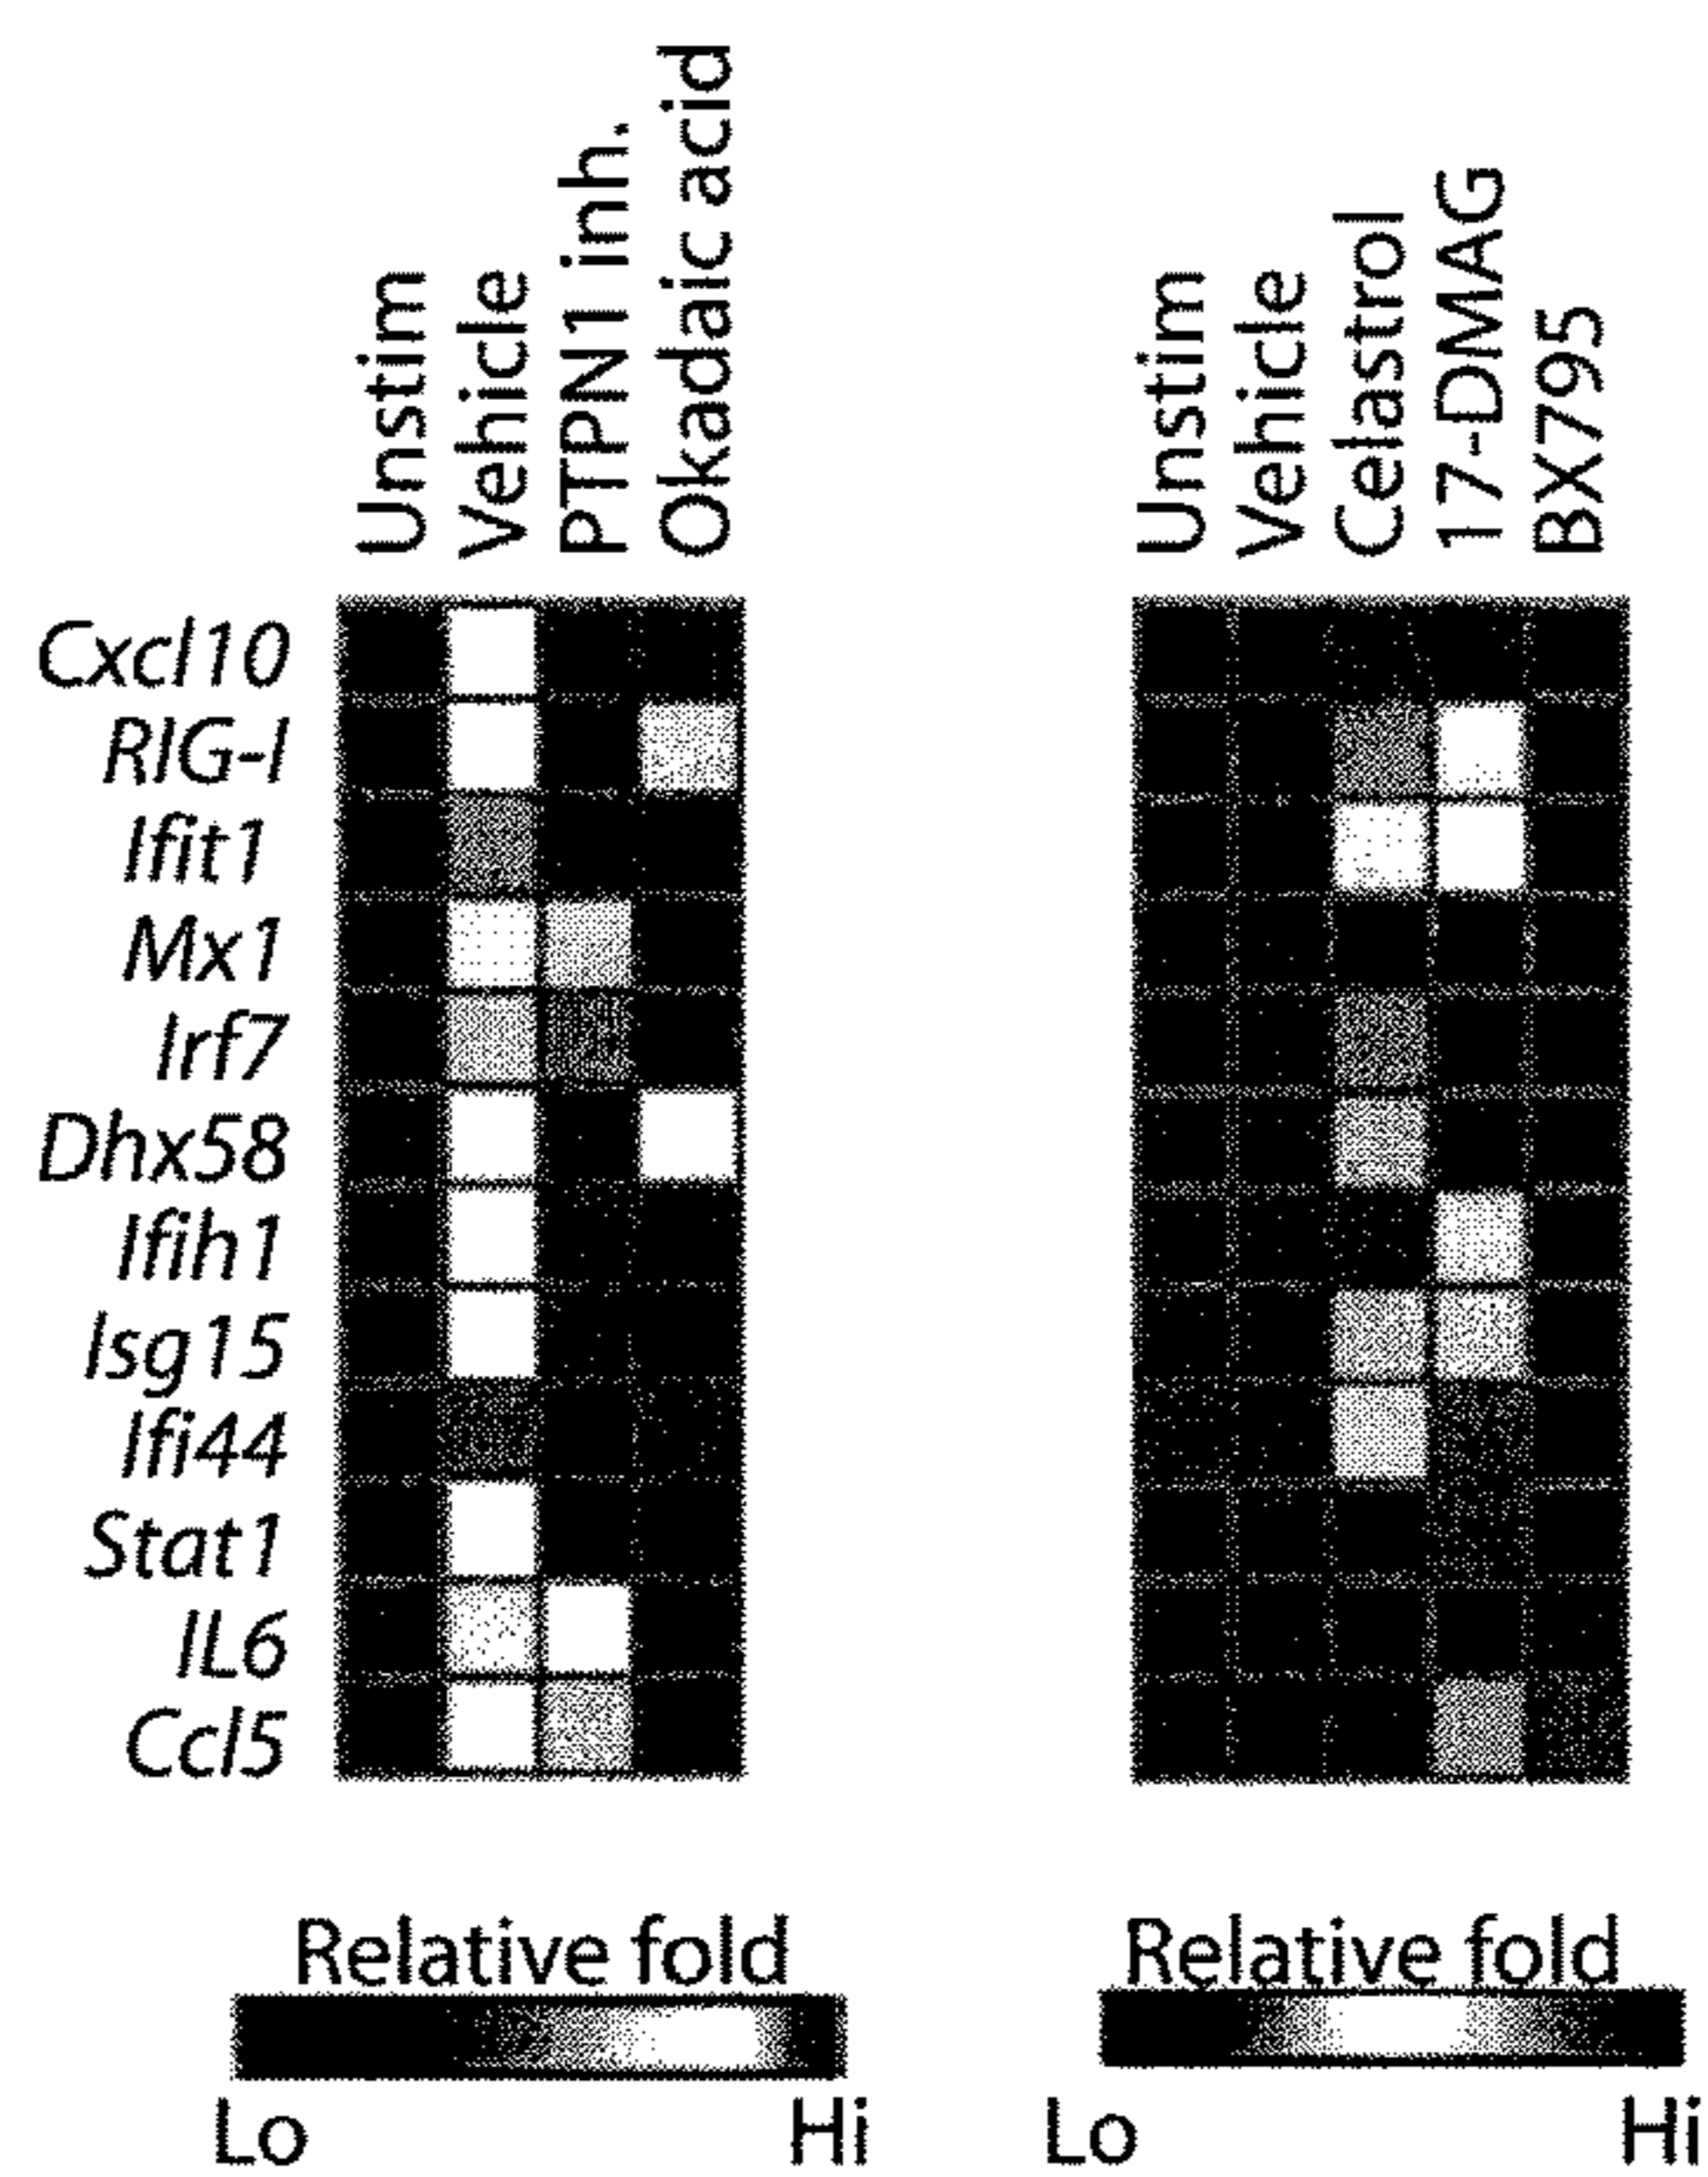 Unstim
Vehicle
PTPN1 inh.
Okadaic acid
Unstim
Vehicle
Celastrol
17-DMAG
BX795
Cxcl10
RIG-I
Ifit1
Mx1
Irf7
Dhx58
Ifih1
Isg15
Ifi44
Stat1
IL6
Ccl5
Relative fold
Lo Hi
Relative fold
Lo Hi